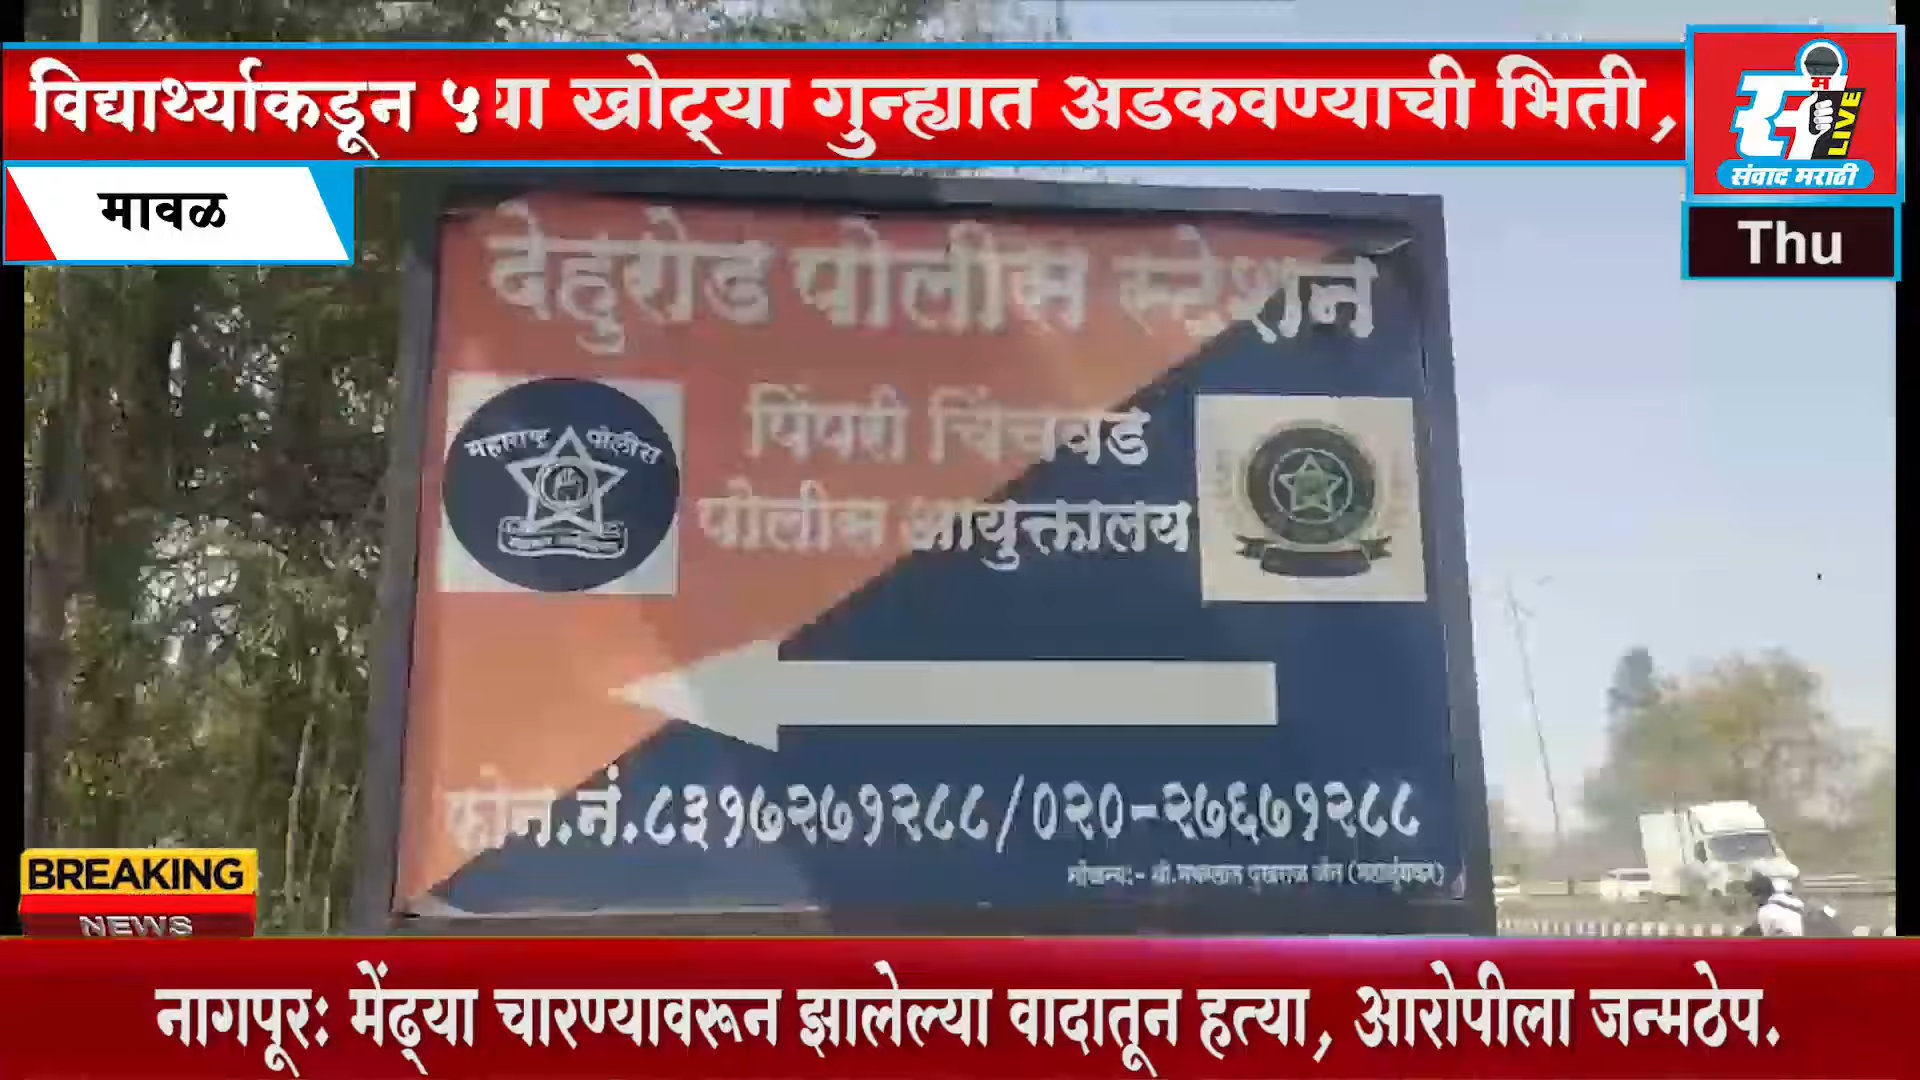 विद्यार्थ्याकडून ५
या खोट्या गुन्ह्यात अडकवण्याची भिती,
स
LIVE
संवाद मराठी
मावळ
Thu
देहुरोड पोलीस स्टेशन
पिंपरी चिंचवड
पोलीस आयुक्तालय
महाराष्ट्र पोलीस
फोन.नं.८३१७२७१२८८/०२०-२७६७१२८८
BREAKING
NEWS
नागपूर: मेंढ्या चारण्यावरून झालेल्या वादातून हत्या, आरोपीला जन्मठेप.